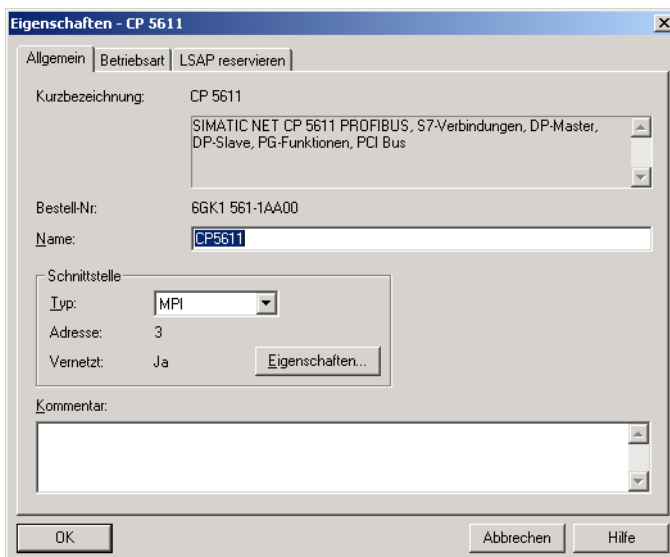 Eigenschaften - CP 5611
Allgemein Betriebsart LSAP reservieren
Kurzbezeichnung: CP 5611
SIMATIC NET CP 5611 PROFIBUS, S7-Verbindungen, DP-Master,
DP-Slave, PG-Funktionen, PCI Bus
Bestell-Nr: 6GK1 561-1AA00
Name: CP5611
Schnittstelle
Typ: MPI
Adresse: 3
Vernetzt: Ja Eigenschaften...
Kommentar:
OK Abbrechen Hilfe